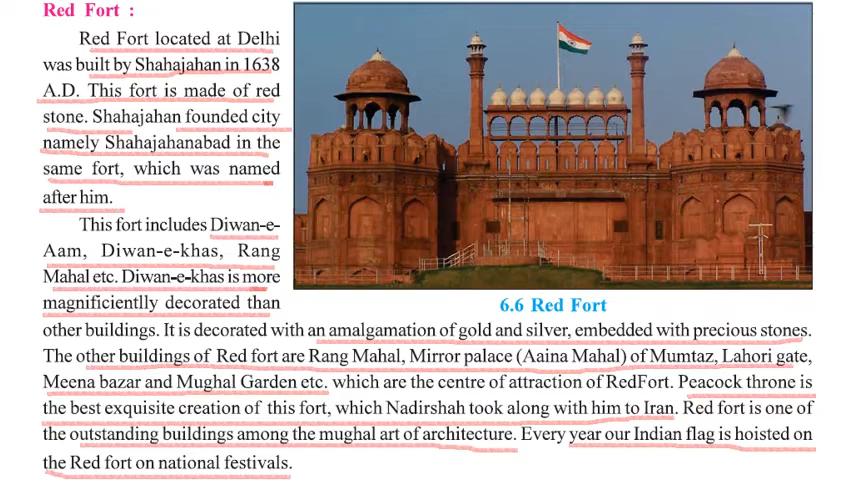 Red Fort :
Red Fort located at Delhi
was built by Shahajahan in 1638
A.D. This fort is made of red
stone. Shahajahan founded city
namely Shahajahanabad in the
same fort, which was named
after him.
This fort includes Diwan-e-
Aam, Diwan-e-khas, Rang
Mahal etc. Diwan-e-khas is more
magnificientlly decorated than
6.6 Red Fort
other buildings. It is decorated with an amalgamation of gold and silver, embedded with precious stones.
The other buildings of Red fort are Rang Mahal, Mirror palace (Aaina Mahal) of Mumtaz, Lahori gate,
Meena bazar and Mughal Garden etc. which are the centre of attraction of RedFort. Peacock throne is
the best exquisite creation of this fort, which Nadirshah took along with him to Iran. Red fort is one of
the outstanding buildings among the mughal art of architecture. Every year our Indian flag is hoisted on
the Red fort on national festivals.